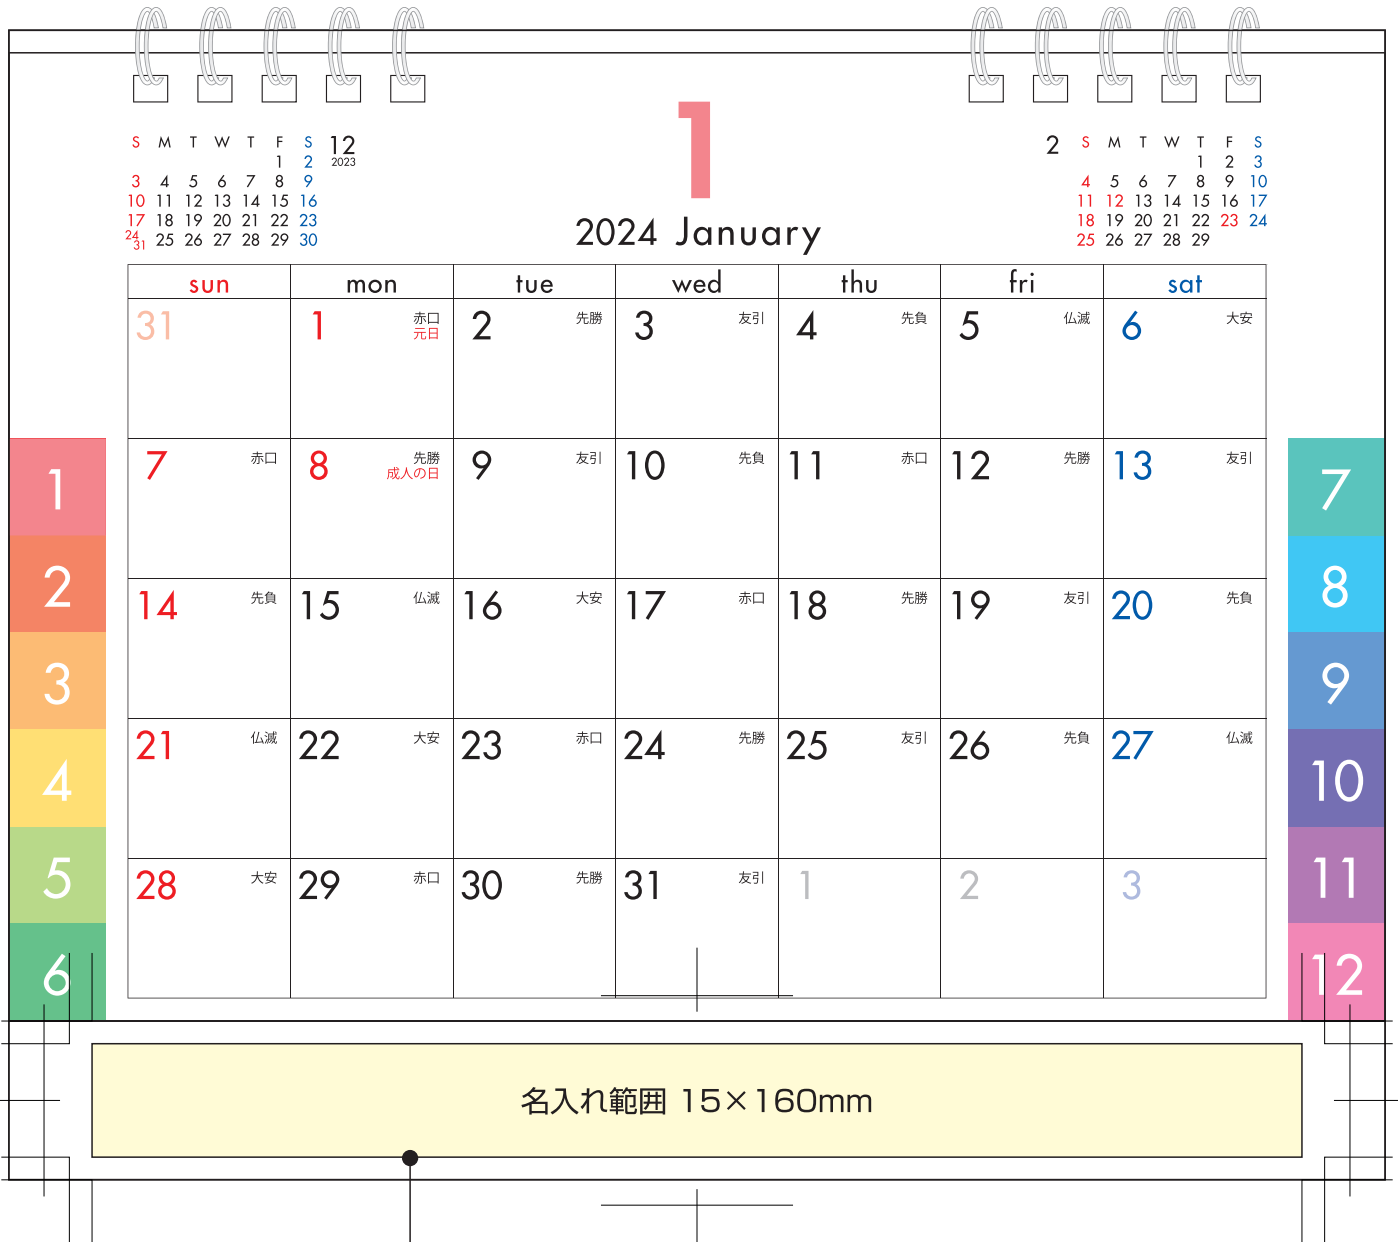 S M T W T F S 12
1 2 2023
3 4 5 6 7 8 9
10 11 12 13 14 15 16
17 18 19 20 21 22 23
24 31 25 26 27 28 29 30
1
2024 January
2 S M T W T F S
1 2 3
4 5 6 7 8 9 10
11 12 13 14 15 16 17
18 19 20 21 22 23 24
25 26 27 28 29
sun mon tue wed thu fri sat
31 1 赤口 2 先勝 3 友引 4 先負 5 仏滅 6 大安
元日
7 赤口 8 先勝 9 友引 10 先負 11 赤口 12 先勝 13 友引
成人の日
14 先負 15 仏滅 16 大安 17 赤口 18 先勝 19 友引 20 先負
21 仏滅 22 大安 23 赤口 24 先勝 25 友引 26 先負 27 仏滅
28 大安 29 赤口 30 先勝 31 友引 1 2 3
1
2
3
4
5
6
7
8
9
10
11
12
名入れ範囲 15×160mm